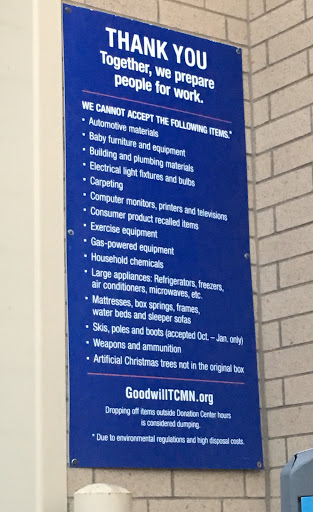 THANK YOU
Together, we prepare
people for work.
WE CANNOT ACCEPT THE FOLLOWING ITEMS.*
• Automotive materials
• Baby furniture and equipment
• Building and plumbing materials
• Electrical light fixtures and bulbs
• Carpeting
• Computer monitors, printers and televisions
• Consumer product recalled items
• Exercise equipment
• Gas-powered equipment
• Household chemicals
• Large appliances: Refrigerators, freezers,
air conditioners, microwaves, etc.
• Mattresses, box springs, frames,
water beds and sleeper sofas
• Skis, poles and boots (accepted Oct. – Jan. only)
• Weapons and ammunition
• Artificial Christmas trees not in the original box
GoodwillTCMN.org
Dropping off items outside Donation Center hours
is considered dumping.
* Due to environmental regulations and high disposal costs.